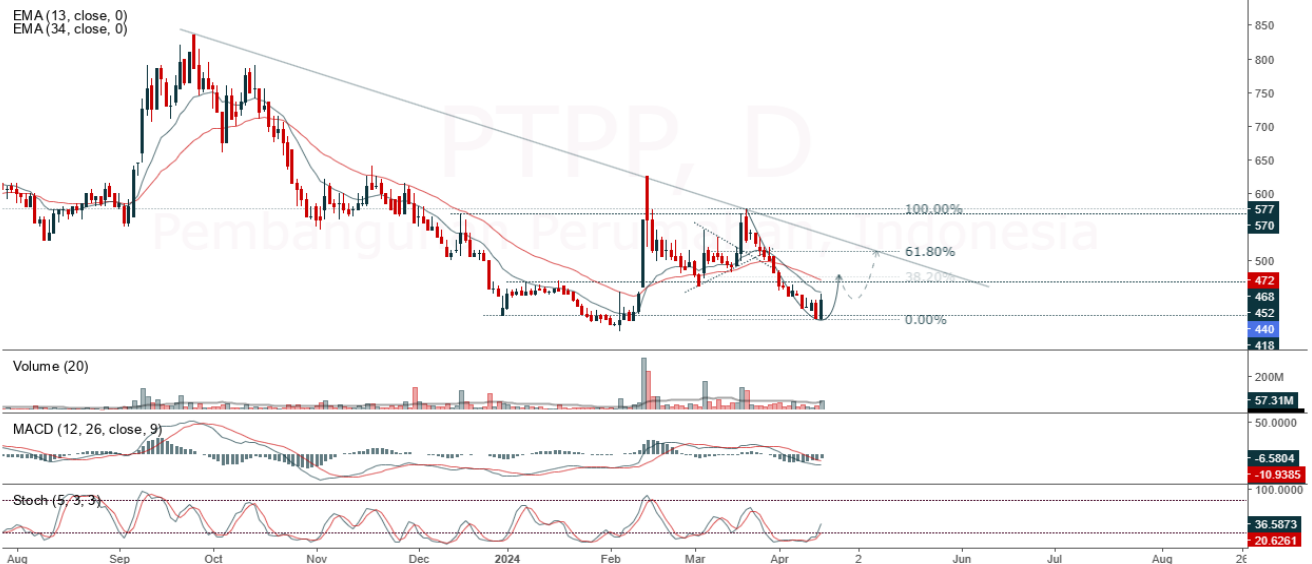 EMA (13, close, 0)
EMA (34, close, 0)
PTPP, D
Pembangunan Perumahan Indonesia
850
800
750
700
650
600
577
570
500
472
468
452
440
418
100.00%
61.80%
38.20%
0.00%
Volume (20)
200M
57.31M
MACD (12, 26, close, 9)
50.0000
-6.5804
-10.9385
Stoch (5, 3, 3)
100.0000
36.5873
20.6261
Aug Sep Oct Nov Dec 2024 Feb Mar Apr 2 Jun Jul Aug 26